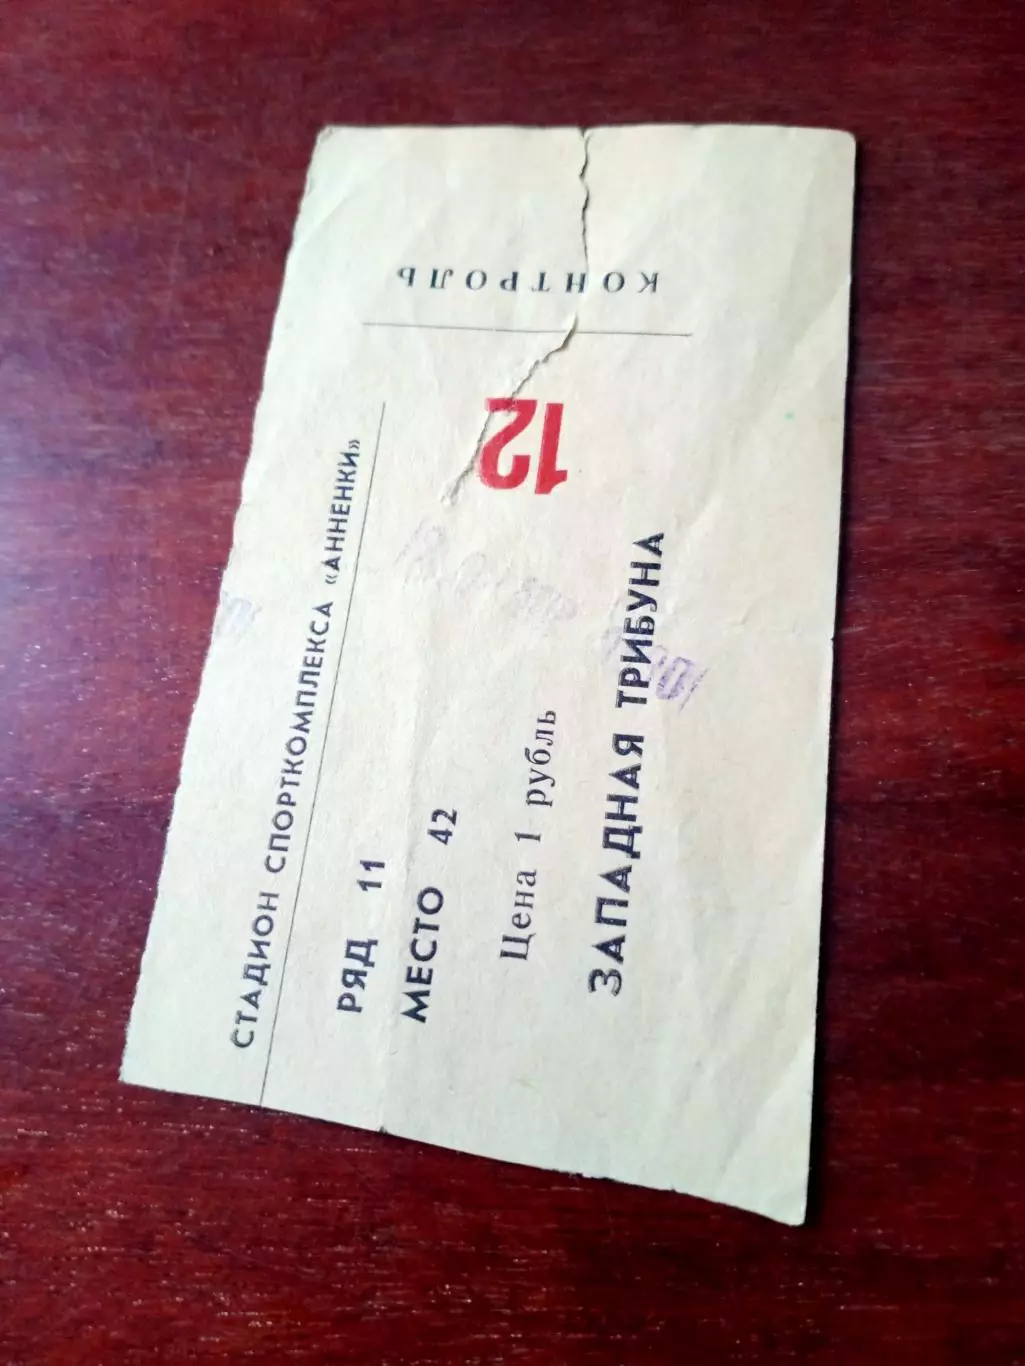 СТАДИОН СПОРТКОМПЛЕКСА «АННЕНКИ»
РЯД 11
МЕСТО 42
Цена 1 рубль
ЗАПАДНАЯ ТРИБУНА
12
КОНТРОЛЬ